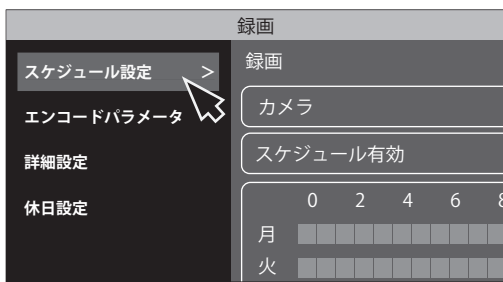 録画
スケジュール設定 >
エンコードパラメータ
詳細設定
休日設定
録画
カメラ
スケジュール有効
0 2 4 6 8
月
火